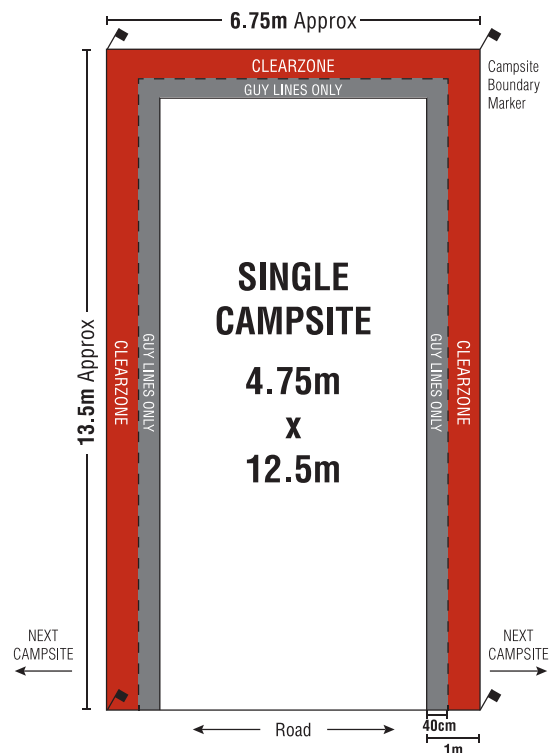 6.75m Approx
CLEARZONE
GUY LINES ONLY
Campsite
Boundary
Marker
SINGLE
CAMPSITE
4.75m
x
12.5m
13.5m Approx
CLEARZONE
GUY LINES ONLY
GUY LINES ONLY
CLEARZONE
NEXT
CAMPSITE
NEXT
CAMPSITE
Road
40cm
1m